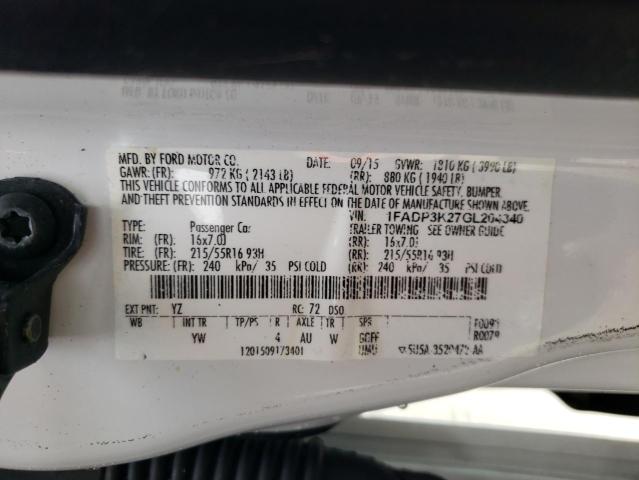 MFD. BY FORD MOTOR CO. DATE: 09/15 GVWR: 1810 KG ( 3990 LB)
GAWR: (FR): 972 KG ( 2143 LB) (RR): 880 KG ( 1940 LB)
THIS VEHICLE CONFORMS TO ALL APPLICABLE FEDERAL MOTOR VEHICLE SAFETY, BUMPER
AND THEFT PREVENTION STANDARDS IN EFFECT ON THE DATE OF MANUFACTURE SHOWN ABOVE.
VIN: 1FADP3K27GL204340
TYPE: Passenger Car TRAILER TOWING - SEE OWNER GUIDE
RIM: (FR): 16x7.0J (RR): 16x7.0J
TIRE: (FR): 215/55R16 93H (RR): 215/55R16 93H
PRESSURE: (FR): 240 kPa/ 35 PSI COLD (RR): 240 kPa/ 35 PSI COLD
EXT PNT: YZ RC: 72 DSO:
WB INT TR TP/PS R AXLE TR SPR
YW 4 AU W
1201509173401